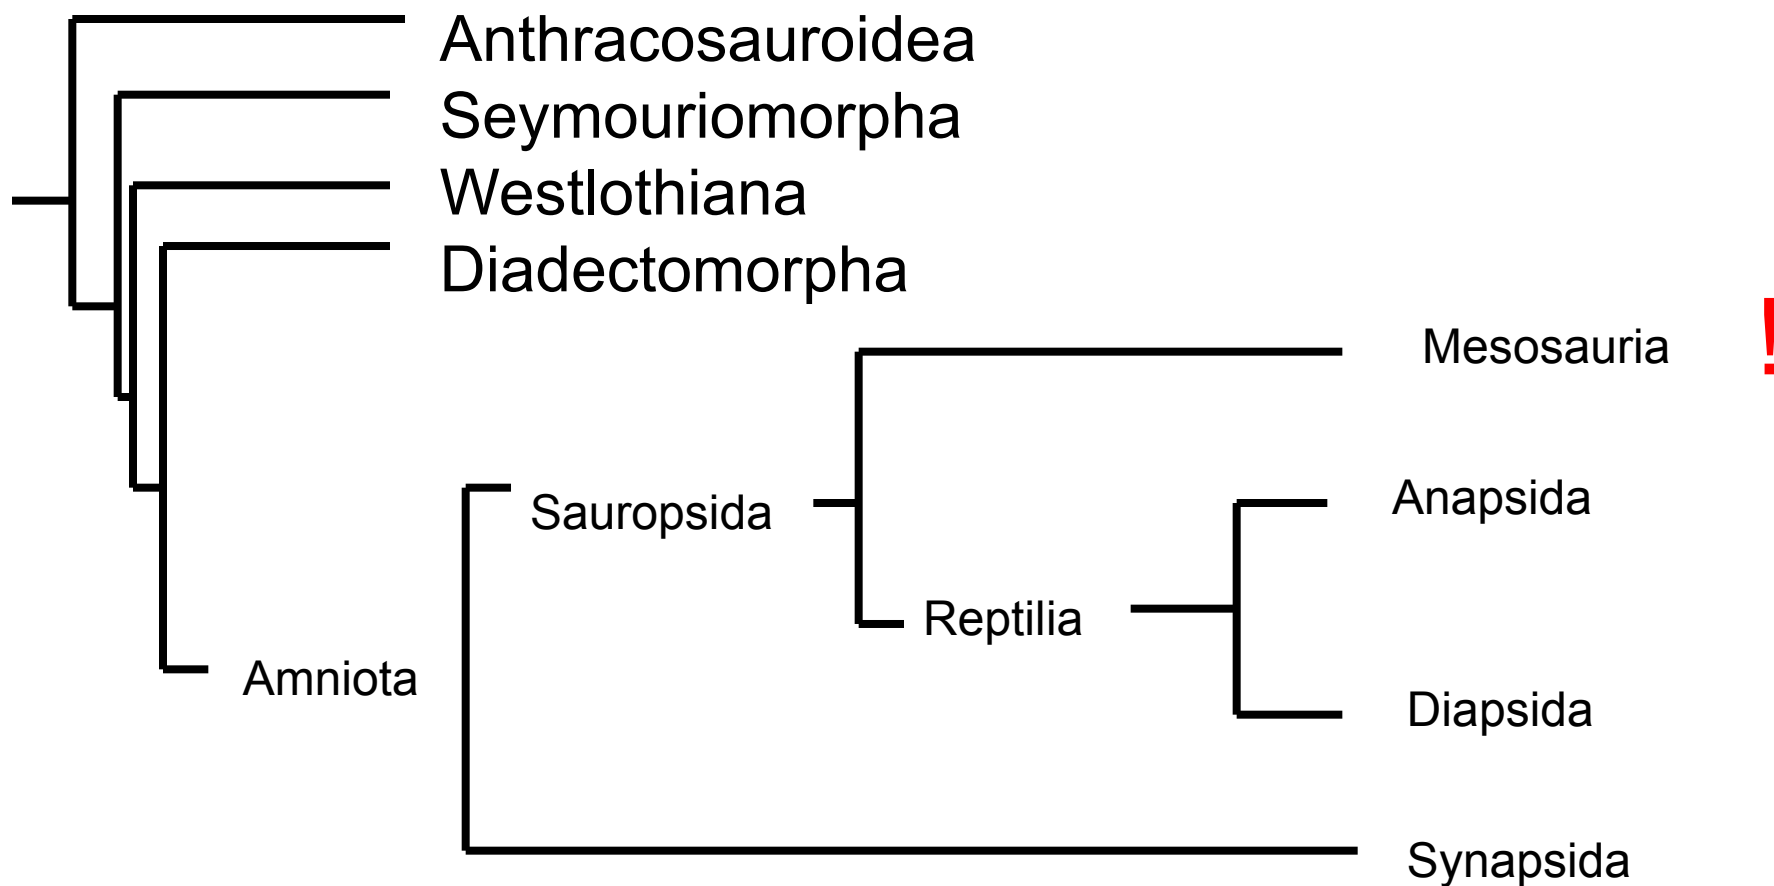 Anthracosauroidea
Seymouriomorpha
Westlothiana
Diadectomorpha
Mesosauria !
Anapsida
Sauropsida
Reptilia
Amniota
Diapsida
Synapsida